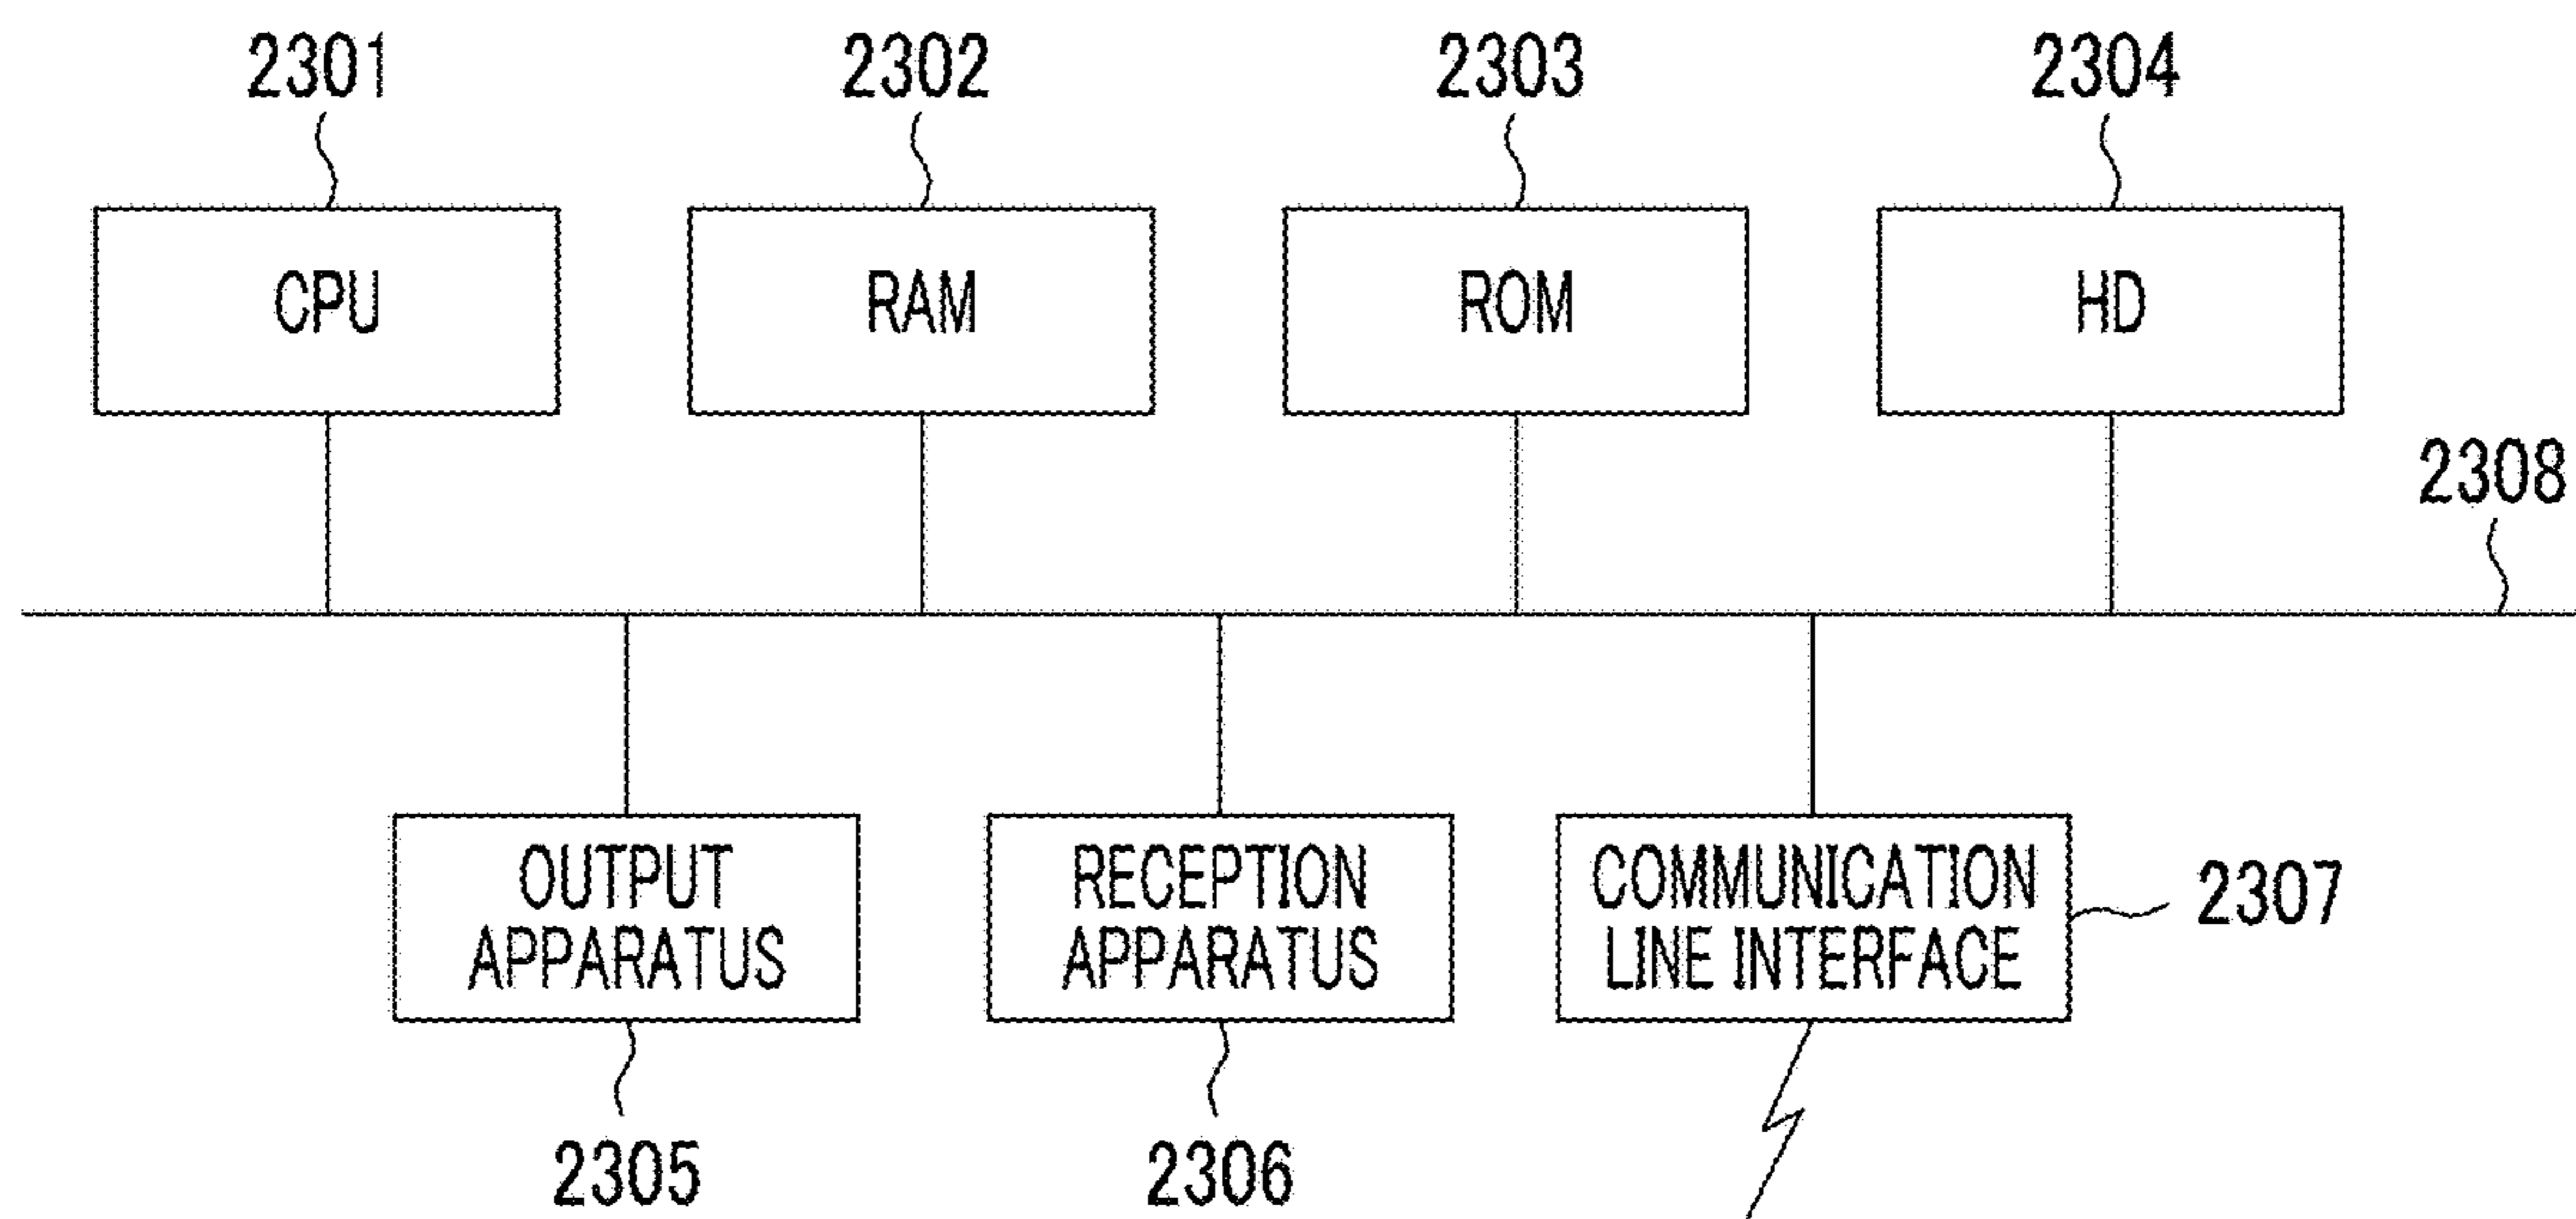 2301
2302
2303
2304
CPU
RAM
ROM
HD
2308
OUTPUT
APPARATUS
RECEPTION
APPARATUS
COMMUNICATION
LINE INTERFACE
2307
2305
2306